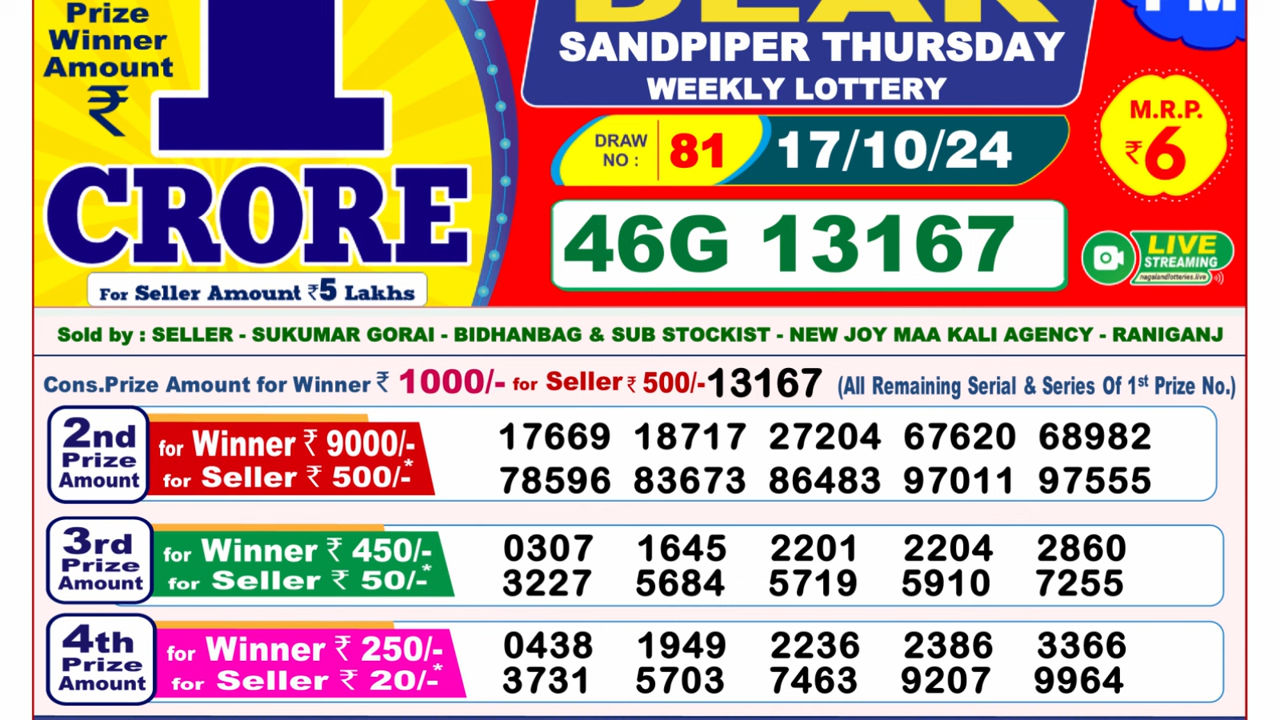 Prize
Winner
Amount
₹
1
CRORE
For Seller Amount ₹5 Lakhs
DEAR
SANDPIPER THURSDAY
WEEKLY LOTTERY
DRAW NO : 81 17/10/24
46G 13167
PM
M.R.P.
₹6
LIVE
STREAMING
nagalandlotteries.live
Sold by : SELLER - SUKUMAR GORAI - BIDHANBAG & SUB STOCKIST - NEW JOY MAA KALI AGENCY - RANIGANJ
Cons.Prize Amount for Winner ₹ 1000/- for Seller ₹ 500/- 13167 (All Remaining Serial & Series Of 1st Prize No.)
2nd
Prize
Amount
for Winner ₹ 9000/-
for Seller ₹ 500/-*
17669 18717 27204 67620 68982
78596 83673 86483 97011 97555
3rd
Prize
Amount
for Winner ₹ 450/-
for Seller ₹ 50/-*
0307 1645 2201 2204 2860
3227 5684 5719 5910 7255
4th
Prize
Amount
for Winner ₹ 250/-
for Seller ₹ 20/-*
0438 1949 2236 2386 3366
3731 5703 7463 9207 9964